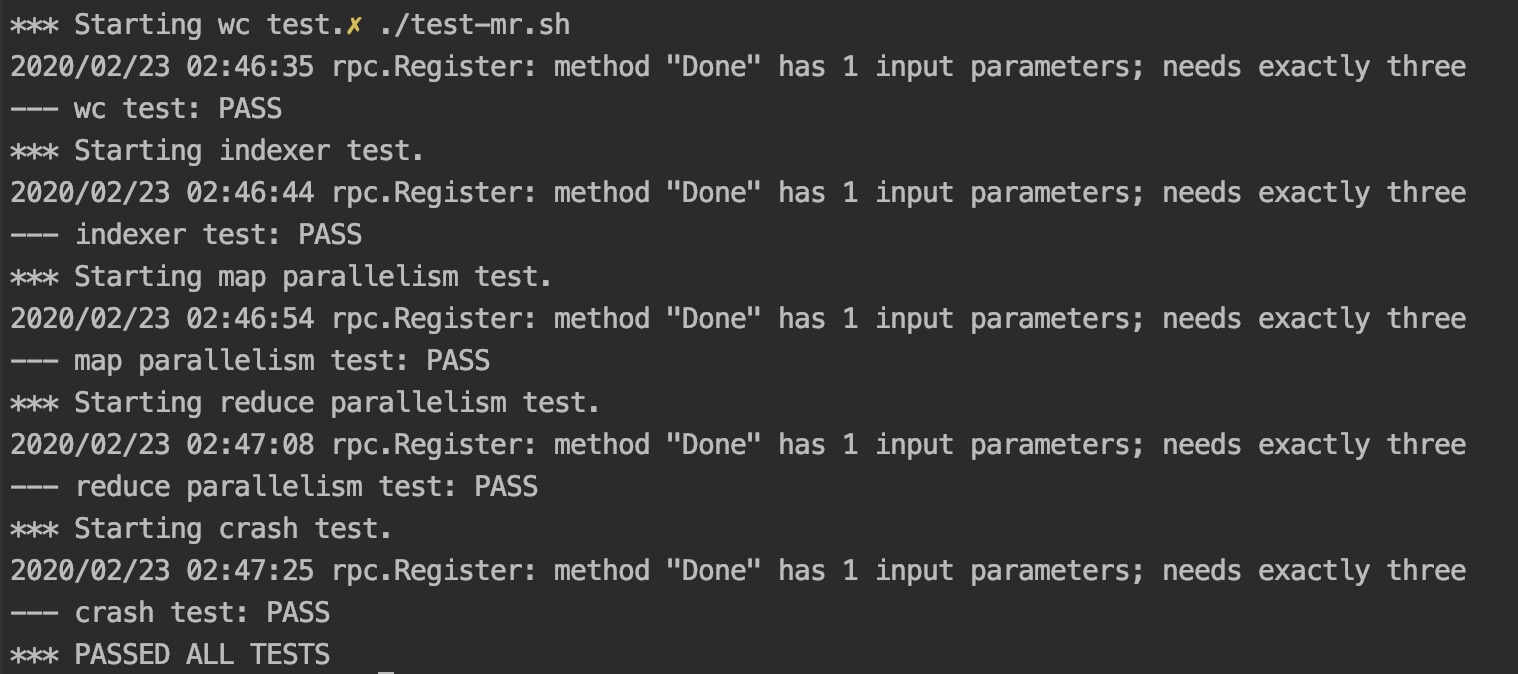 *** Starting wc test.✗ ./test-mr.sh
2020/02/23 02:46:35 rpc.Register: method "Done" has 1 input parameters; needs exactly three
--- wc test: PASS
*** Starting indexer test.
2020/02/23 02:46:44 rpc.Register: method "Done" has 1 input parameters; needs exactly three
--- indexer test: PASS
*** Starting map parallelism test.
2020/02/23 02:46:54 rpc.Register: method "Done" has 1 input parameters; needs exactly three
--- map parallelism test: PASS
*** Starting reduce parallelism test.
2020/02/23 02:47:08 rpc.Register: method "Done" has 1 input parameters; needs exactly three
--- reduce parallelism test: PASS
*** Starting crash test.
2020/02/23 02:47:25 rpc.Register: method "Done" has 1 input parameters; needs exactly three
--- crash test: PASS
*** PASSED ALL TESTS